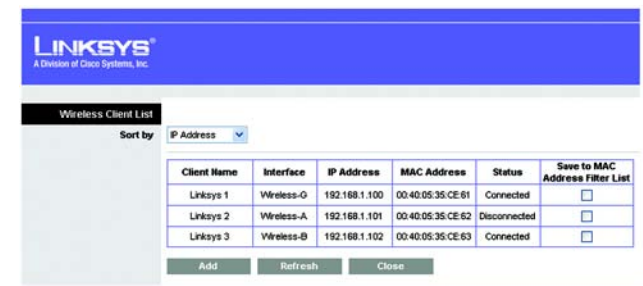 LINKSYS®
A Division of Cisco Systems, Inc.
Wireless Client List
Sort by IP Address
Client Name Interface IP Address MAC Address Status Save to MAC Address Filter List
Linksys 1 Wireless-G 192.168.1.100 00:40:05:35:CE:61 Connected
Linksys 2 Wireless-A 192.168.1.101 00:40:05:35:CE:62 Disconnected
Linksys 3 Wireless-B 192.168.1.102 00:40:05:35:CE:63 Connected
Add Refresh Close